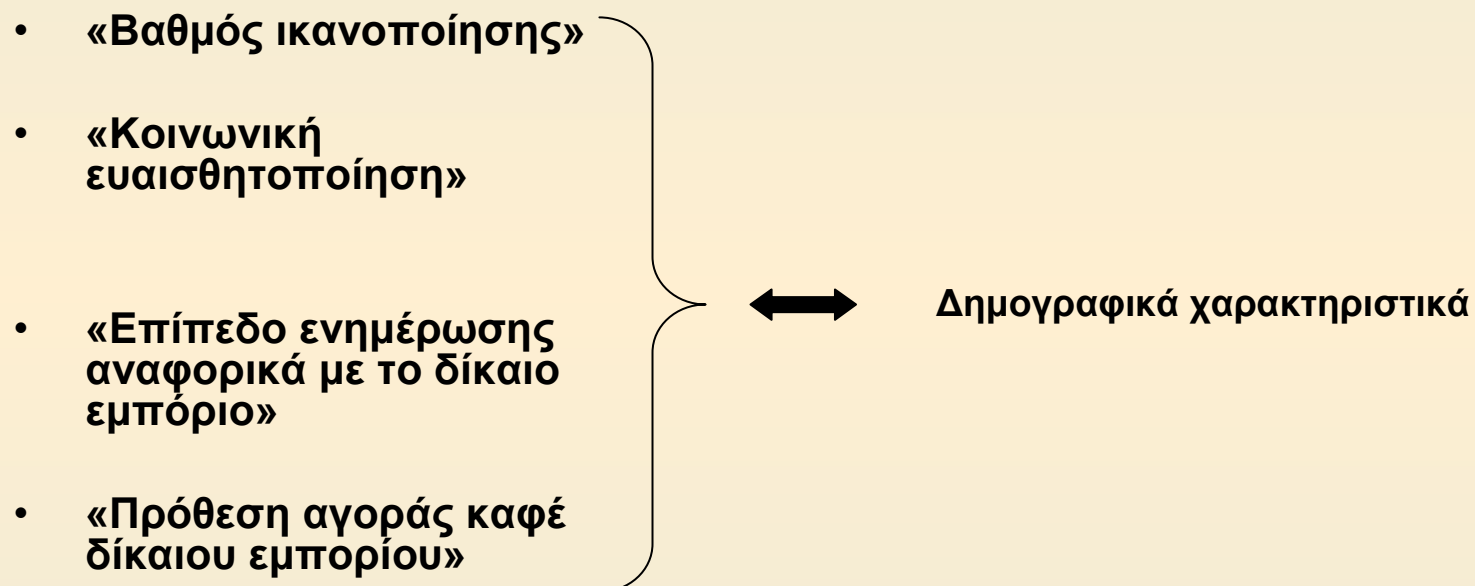 • «Βαθμός ικανοποίησης»
• «Κοινωνική
ευαισθητοποίηση»
• «Επίπεδο ενημέρωσης
αναφορικά με το δίκαιο
εμπόριο»
• «Πρόθεση αγοράς καφέ
δίκαιου εμπορίου»
Δημογραφικά χαρακτηριστικά